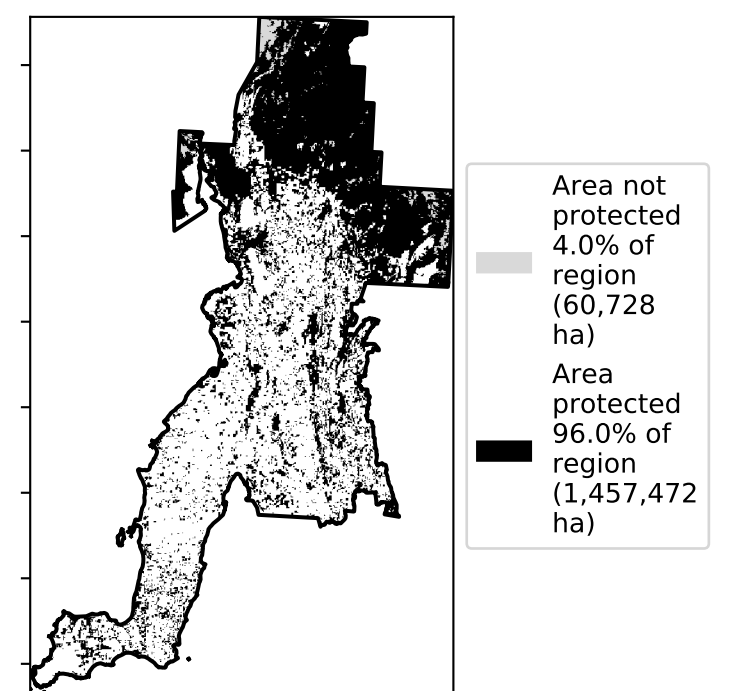 Area not
protected
4.0% of
region
(60,728
ha)
Area
protected
96.0% of
region
(1,457,472
ha)